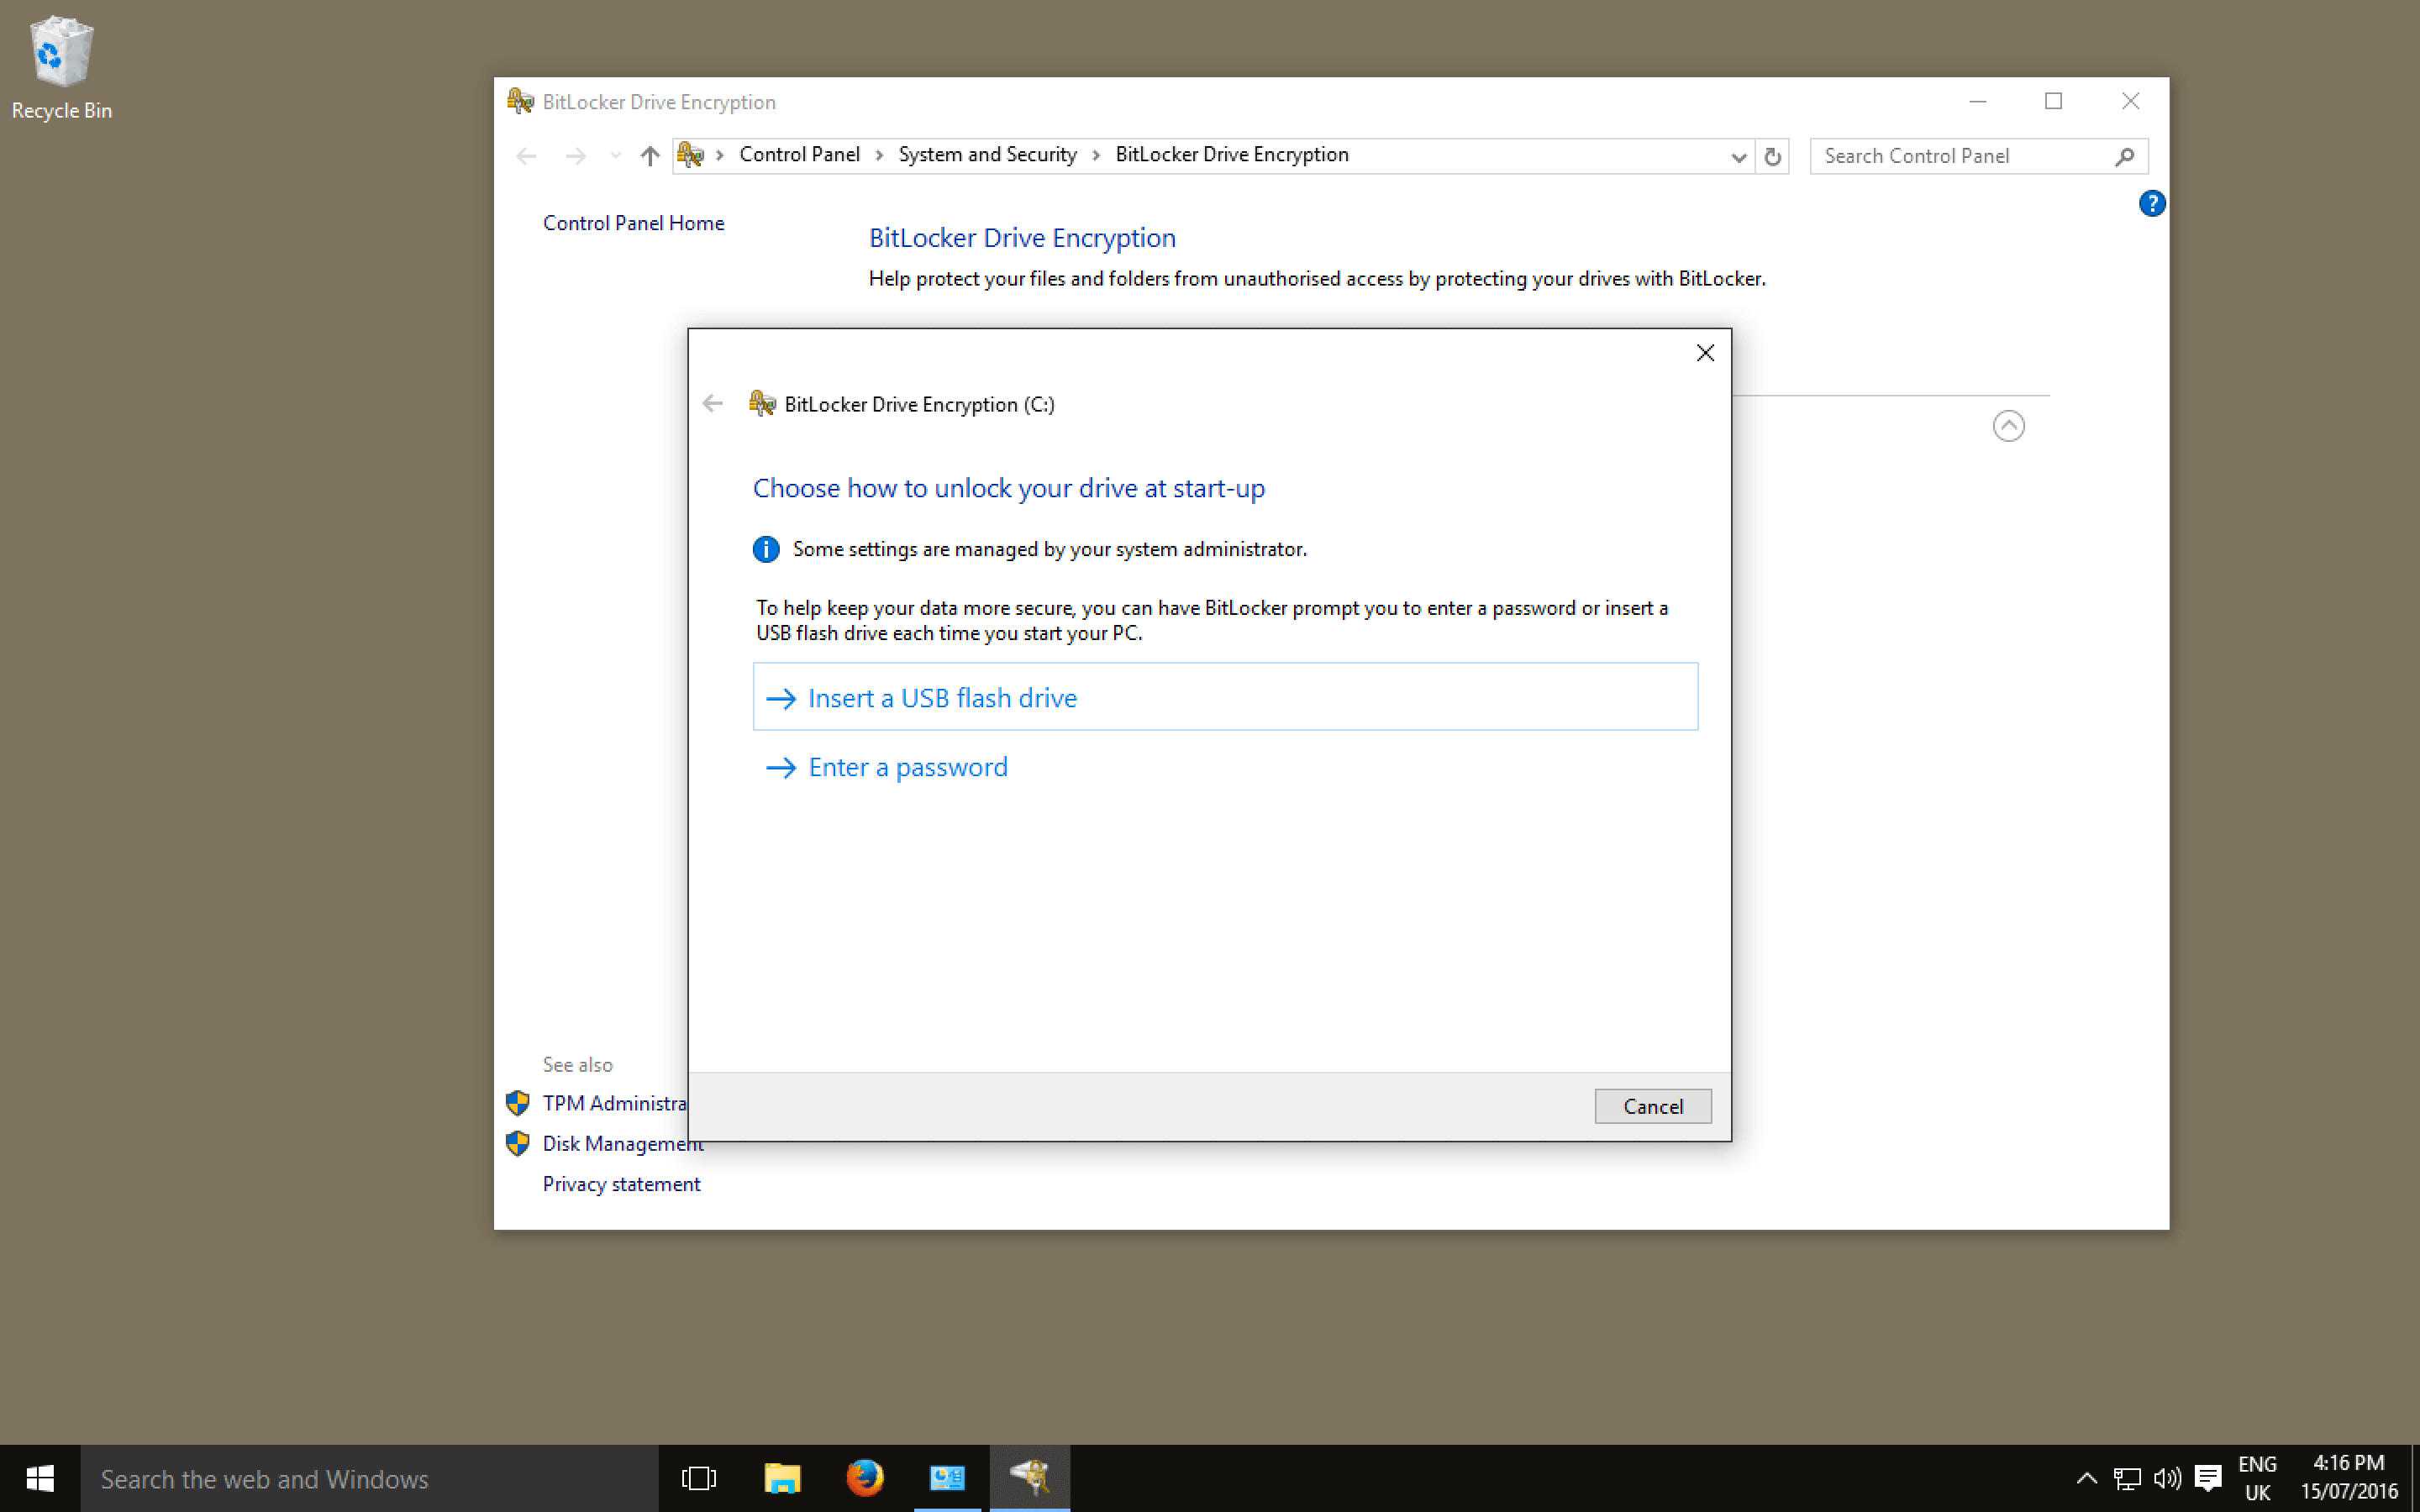 Recycle Bin
BitLocker Drive Encryption
Control Panel
System and Security
BitLocker Drive Encryption
Search Control Panel
Control Panel Home
BitLocker Drive Encryption
Help protect your files and folders from unauthorised access by protecting your drives with BitLocker.
BitLocker Drive Encryption (C:)
Choose how to unlock your drive at start-up
Some settings are managed by your system administrator.
To help keep your data more secure, you can have BitLocker prompt you to enter a password or insert a
USB flash drive each time you start your PC.
Insert a USB flash drive
Enter a password
Cancel
See also
TPM Administra
Disk Management
Privacy statement
Search the web and Windows
ENG
UK
4:16 PM
15/07/2016